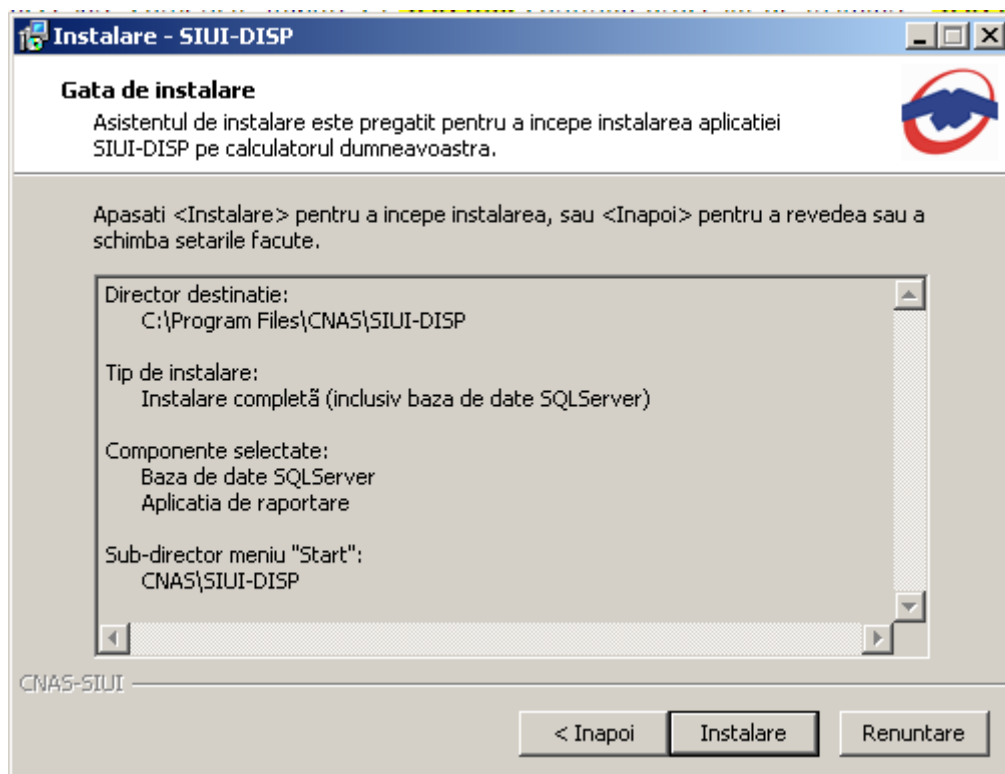 Instalare - SIUI-DISP
Gata de instalare
Asistentul de instalare este pregatit pentru a incepe instalarea aplicatiei
SIUI-DISP pe calculatorul dumneavoastra.
Apasati <Instalare> pentru a incepe instalarea, sau <Inapoi> pentru a revedea sau a
schimba setarile facute.
Director destinatie:
C:\Program Files\CNAS\SIUI-DISP
Tip de instalare:
Instalare completã (inclusiv baza de date SQLServer)
Componente selectate:
Baza de date SQLServer
Aplicatia de raportare
Sub-director meniu "Start":
CNAS\SIUI-DISP
CNAS-SIUI
< Inapoi
Instalare
Renuntare